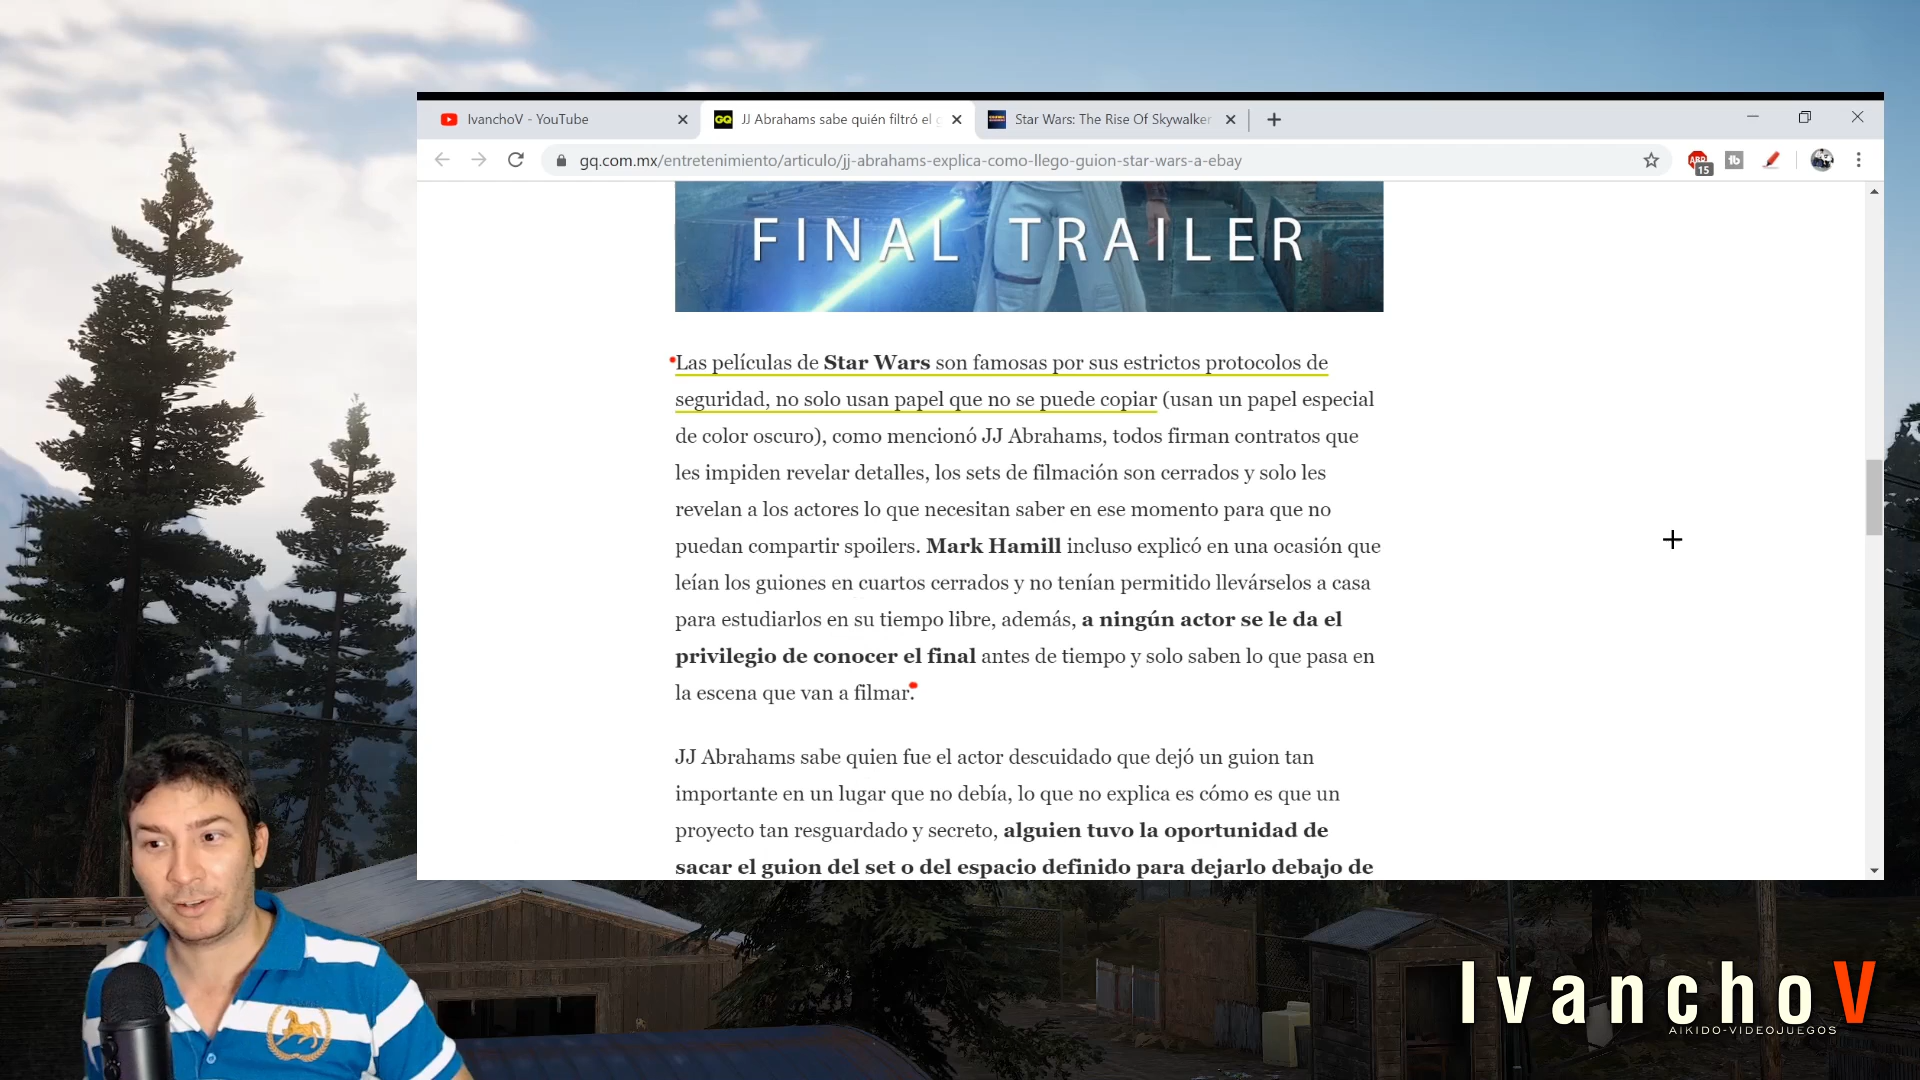 IvanchoV - YouTube
GQ
JJ Abrahams sabe quién filtró el g
Star Wars: The Rise Of Skywalker
gq.com.mx/entretenimiento/articulo/jj-abrahams-explica-como-llego-guion-star-wars-a-ebay
ABP
15
tb
FINAL TRAILER
Las películas de Star Wars son famosas por sus estrictos protocolos de
seguridad, no solo usan papel que no se puede copiar (usan un papel especial
de color oscuro), como mencionó JJ Abrahams, todos firman contratos que
les impiden revelar detalles, los sets de filmación son cerrados y solo les
revelan a los actores lo que necesitan saber en ese momento para que no
puedan compartir spoilers. Mark Hamill incluso explicó en una ocasión que
leían los guiones en cuartos cerrados y no tenían permitido llevárselos a casa
para estudiarlos en su tiempo libre, además, a ningún actor se le da el
privilegio de conocer el final antes de tiempo y solo saben lo que pasa en
la escena que van a filmar.
JJ Abrahams sabe quien fue el actor descuidado que dejó un guion tan
importante en un lugar que no debía, lo que no explica es cómo es que un
proyecto tan resguardado y secreto, alguien tuvo la oportunidad de
sacar el guion del set o del espacio definido para dejarlo debajo de
IvanchoV
AIKIDO-VIDEOJUEGOS